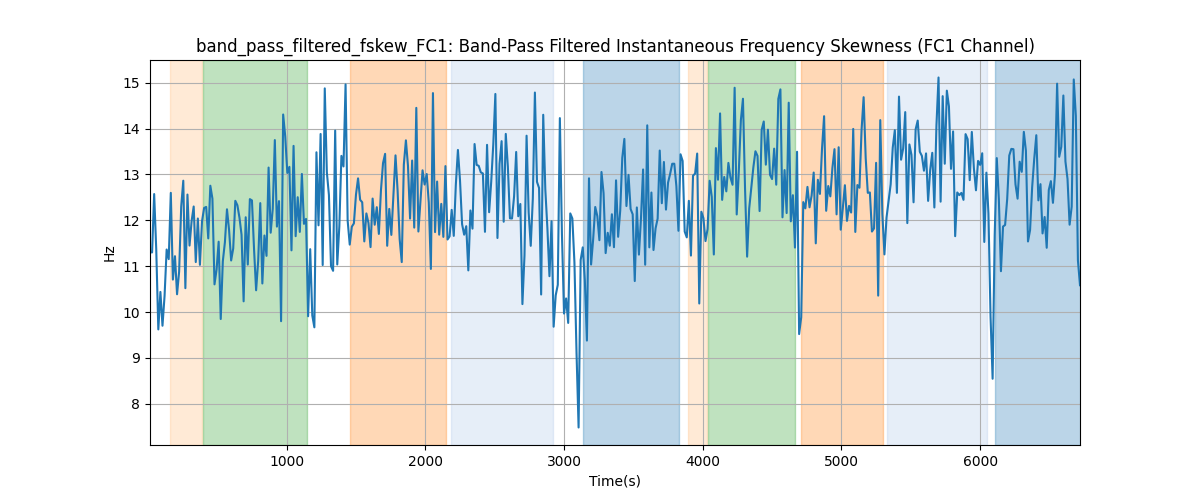 band_pass_filtered_fskew_FC1: Band-Pass Filtered Instantaneous Frequency Skewness (FC1 Channel)
15
14
13
12
11
10
9
8
Hz
1000 2000 3000 4000 5000 6000
Time(s)